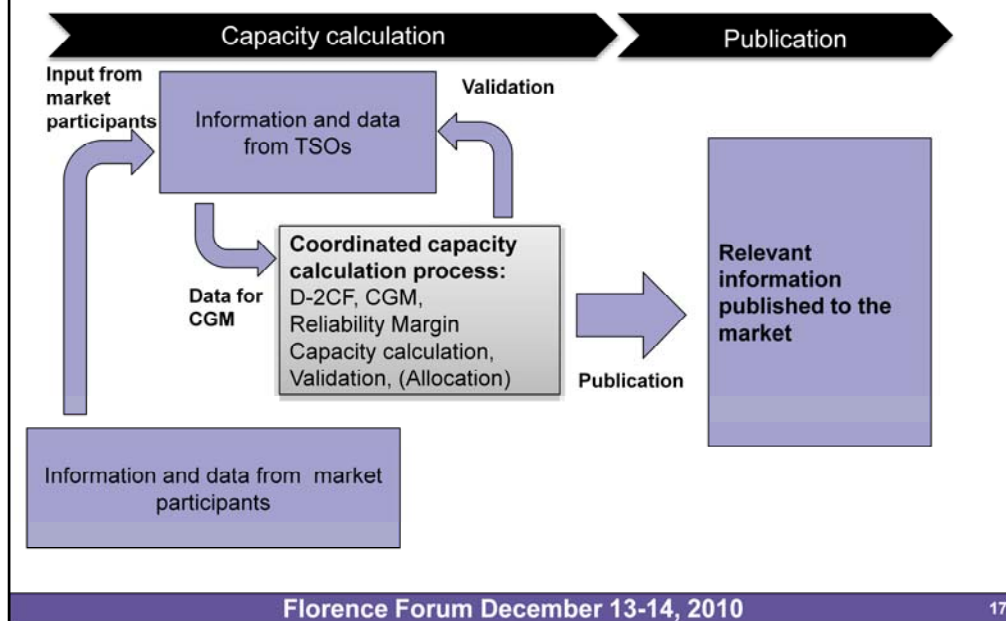 Capacity calculation
Publication
Input from
market
participants
Information and data
from TSOs
Validation
Data for
CGM
Coordinated capacity
calculation process:
D-2CF, CGM,
Reliability Margin
Capacity calculation,
Validation, (Allocation)
Publication
Relevant
information
published to the
market
Information and data from market
participants
Florence Forum December 13-14, 2010
17